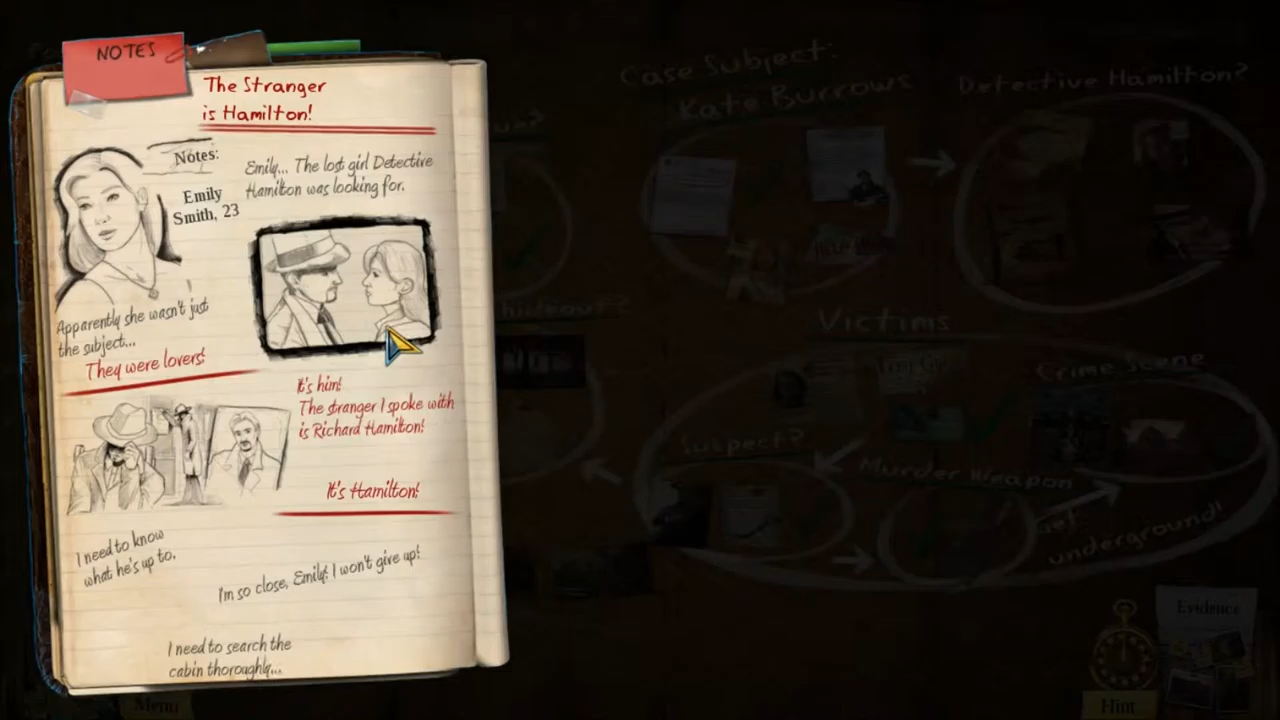 NOTES
The Stranger
is Hamilton!
Notes:
Emily
Smith, 23
Emily... The lost girl Detective
Hamilton was looking for.
Apparently she wasn't just
the subject...
They were lovers!
It's him!
The stranger I spoke with
is Richard Hamilton!
It's Hamilton!
I need to know
what he's up to.
I'm so close, Emily! I won't give up!
I need to search the
cabin thoroughly...
Case Subject:
Kate Burrows
Detective Hamilton?
hideout?
Victims
Crime Scene
Suspect?
Murder Weapon
underground!
Evidence
Hint
Menu